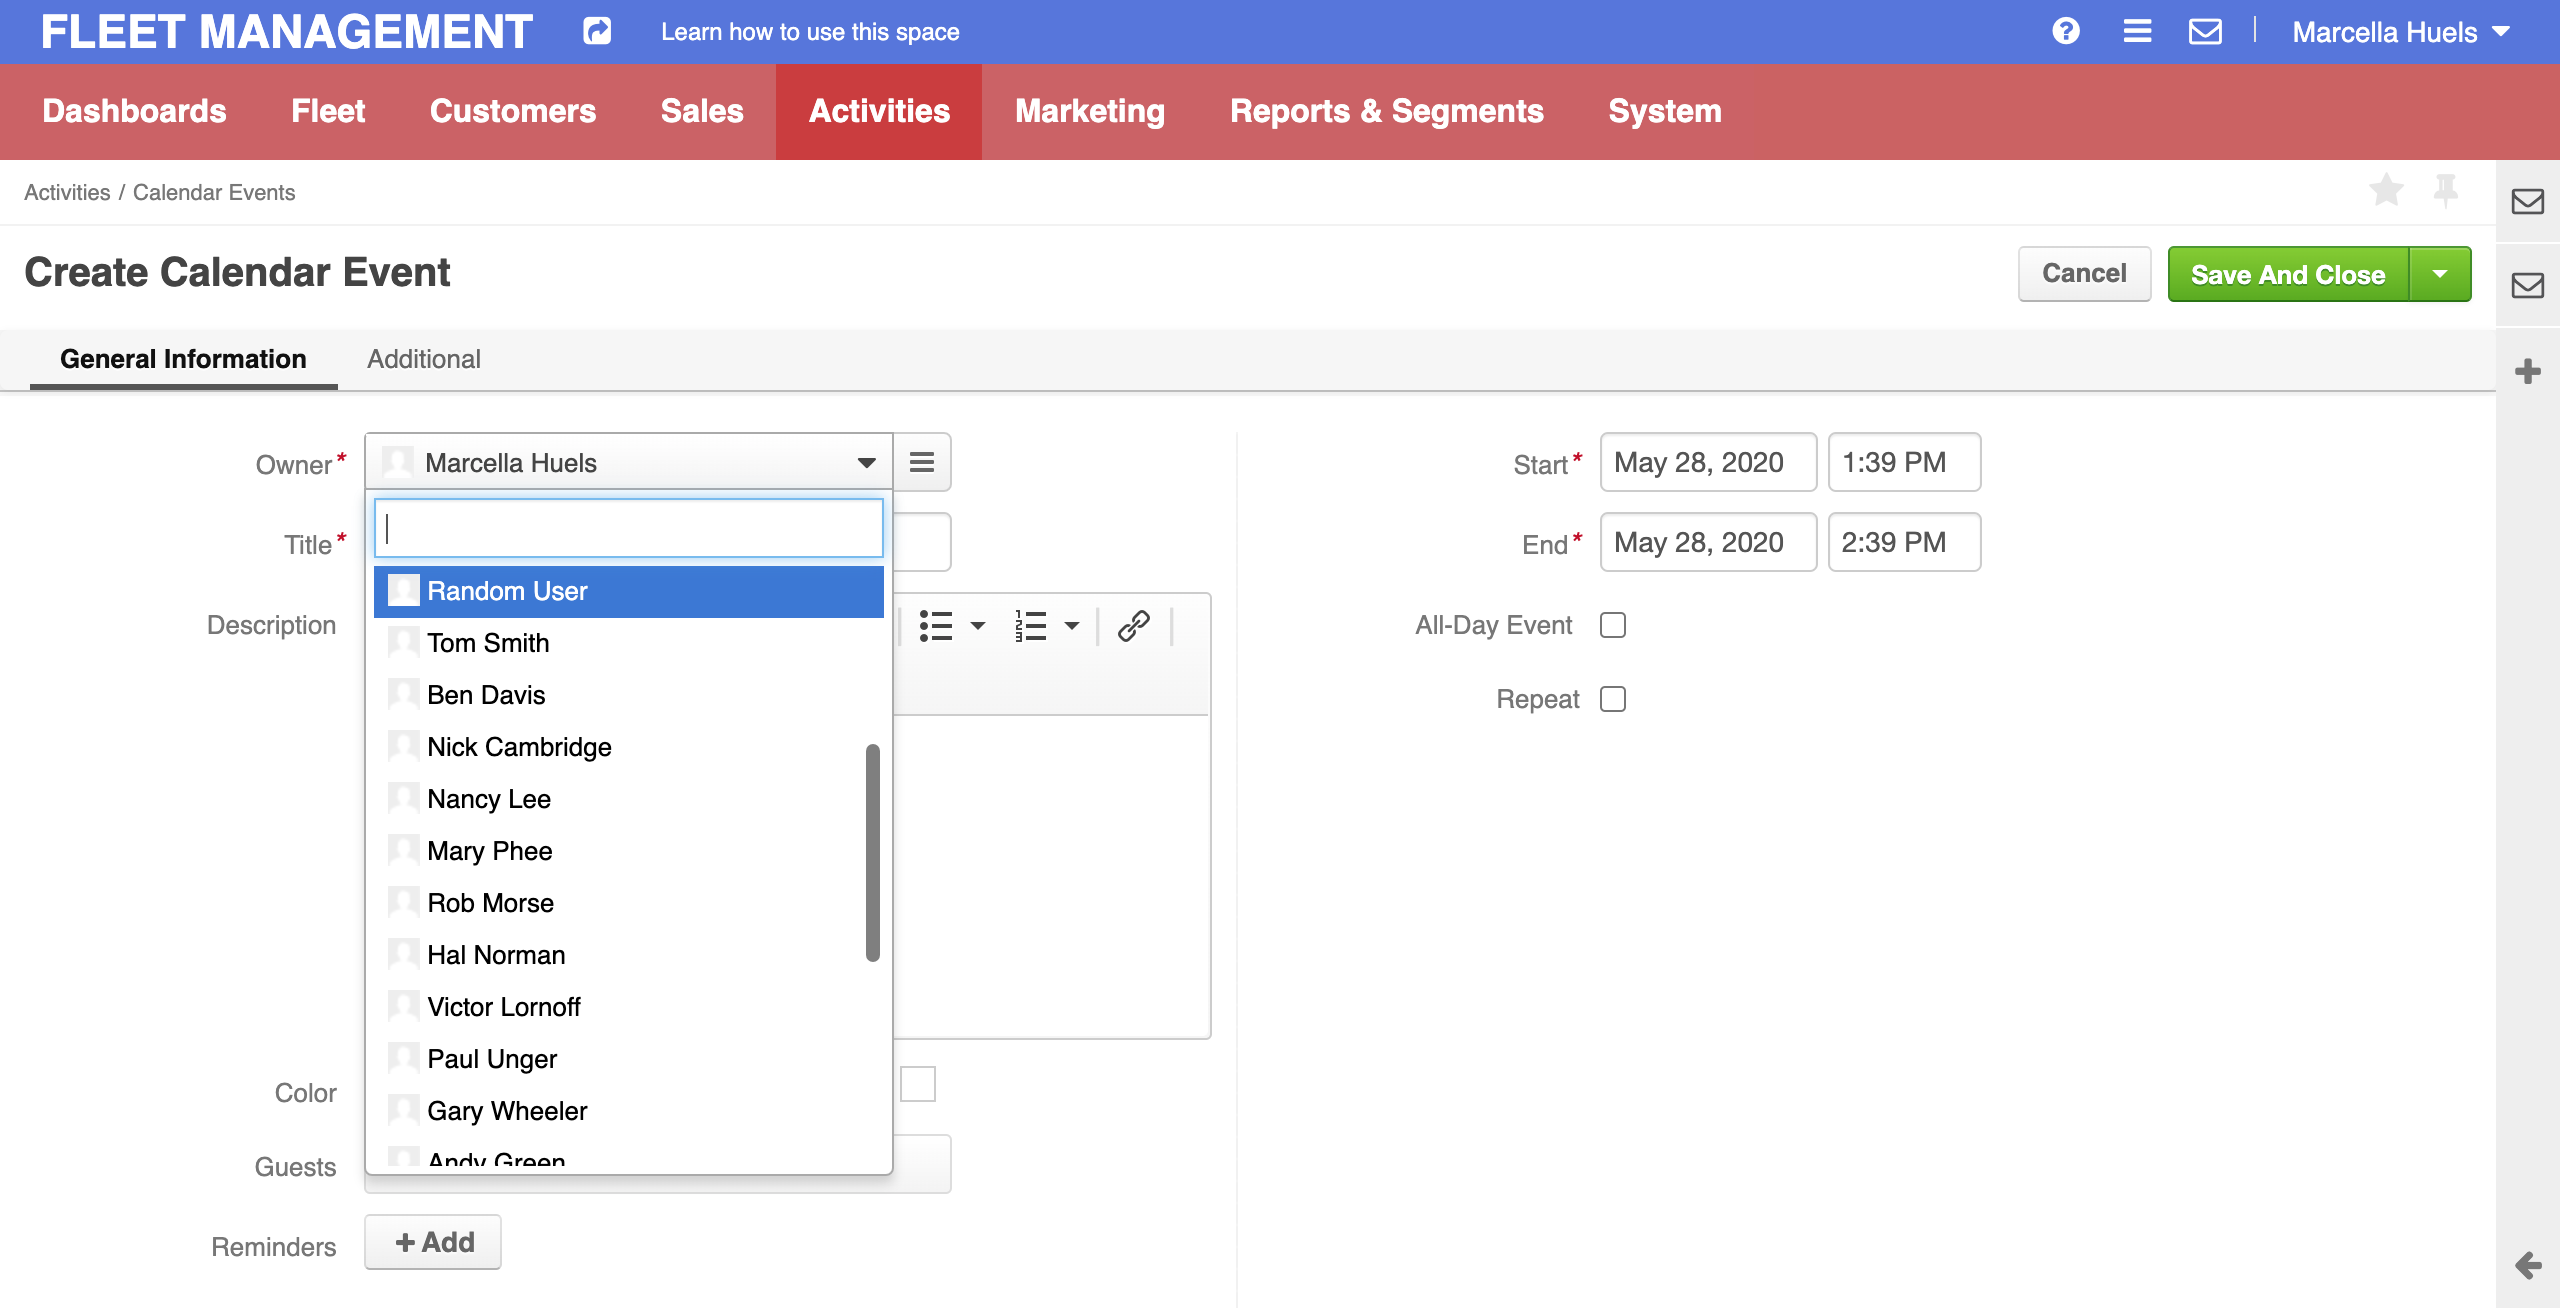 FLEET MANAGEMENT
Learn how to use this space
Marcella Huels
Dashboards
Fleet
Customers
Sales
Activities
Marketing
Reports & Segments
System
Activities / Calendar Events
Create Calendar Event
Cancel
Save And Close
General Information
Additional
Owner*
Marcella Huels
Title*
Description
Random User
Tom Smith
Ben Davis
Nick Cambridge
Nancy Lee
Mary Phee
Rob Morse
Hal Norman
Victor Lornoff
Paul Unger
Gary Wheeler
Andy Green
Color
Guests
Reminders
+ Add
Start*
May 28, 2020
1:39 PM
End*
May 28, 2020
2:39 PM
All-Day Event
Repeat